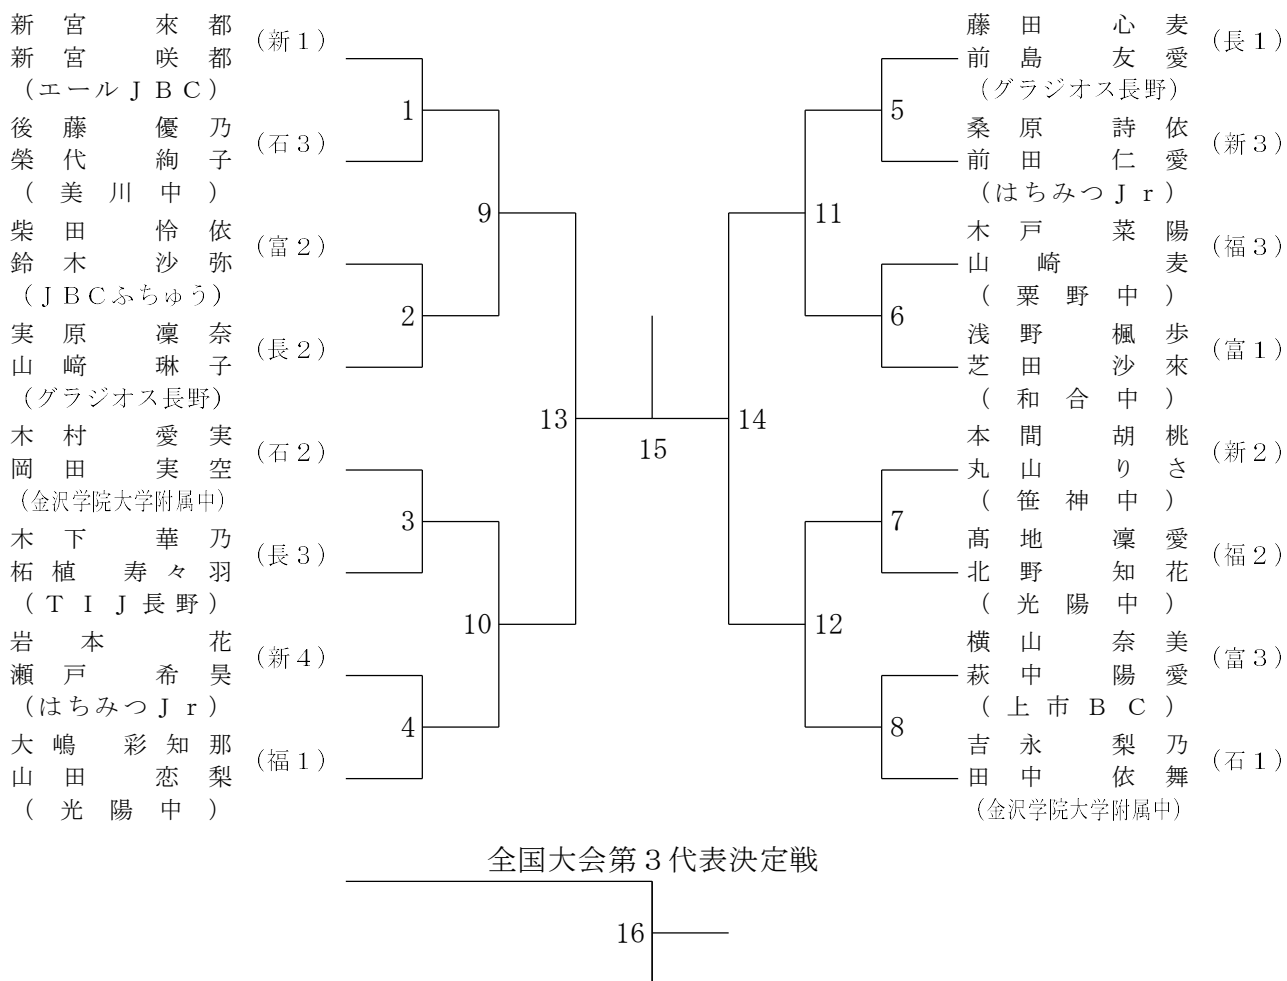 新宮 來都
(新1)
新宮 咲都
(エールJBC)
1
後藤 優乃
(石3)
榮代 絢子
(美川中)
9
柴田 怜依
(富2)
鈴木 沙弥
(JBCふちゅう)
2
実原 凜奈
(長2)
山﨑 琳子
(グラジオス長野)
13
木村 愛実
(石2)
岡田 実空
(金沢学院大学附属中)
3
木下 華乃
(長3)
柘植 寿々羽
(TIJ長野)
10
岩本 花
(新4)
瀬戸 希昊
(はちみつJr)
4
大嶋 彩知那
(福1)
山田 恋梨
(光陽中)
15
藤田 心麦
(長1)
前島 友愛
(グラジオス長野)
5
桑原 詩依
(新3)
前田 仁愛
(はちみつJr)
11
木戸 菜陽
(福3)
山崎 麦
(粟野中)
6
浅野 楓歩
(富1)
芝田 沙來
(和合中)
14
本間 胡桃
(新2)
丸山 りさ
(笹神中)
7
髙地 凜愛
(福2)
北野 知花
(光陽中)
12
横山 奈美
(富3)
萩中 陽愛
(上市BC)
8
吉永 梨乃
(石1)
田中 依舞
(金沢学院大学附属中)
全国大会第3代表決定戦
16